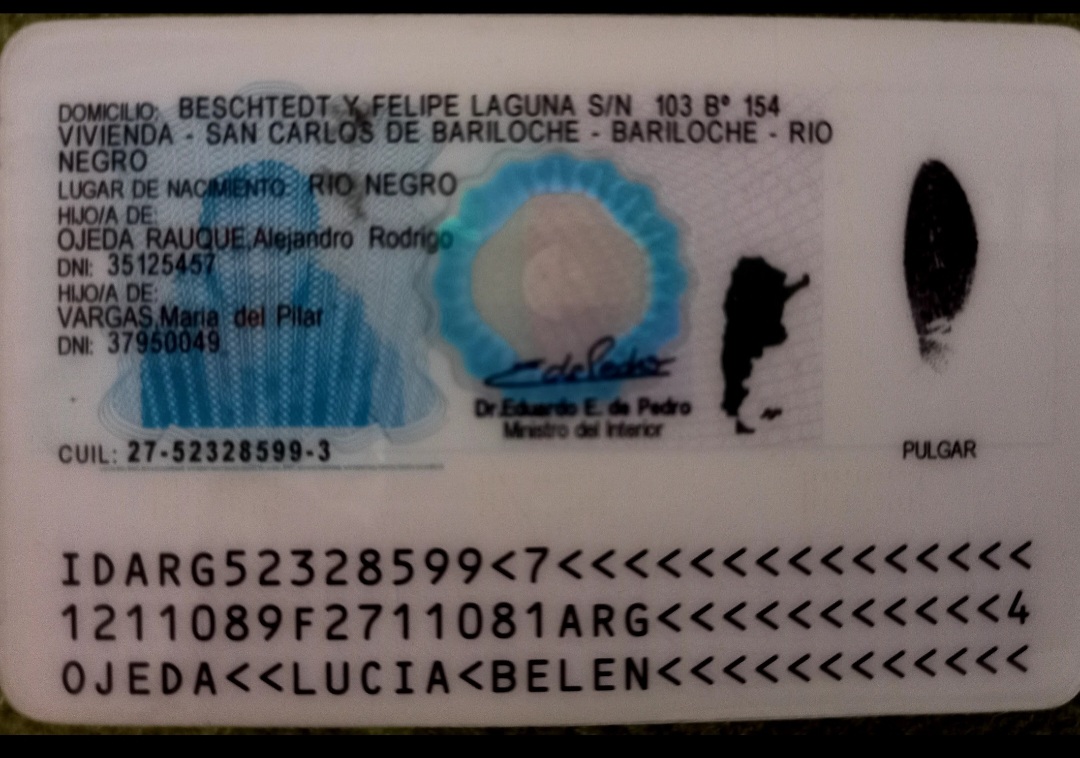 DOMICILIO: BESCHTEDT Y FELIPE LAGUNA S/N 103 Bº 154
VIVIENDA - SAN CARLOS DE BARILOCHE - BARILOCHE - RIO
NEGRO
LUGAR DE NACIMIENTO: RIO NEGRO
HIJO/A DE:
OJEDA RAUQUE,Alejandro Rodrigo
DNI: 35125457
HIJO/A DE:
VARGAS,Maria del Pilar
DNI: 37950049
Dr.Eduardo E. de Pedro
Ministro del Interior
CUIL: 27-52328599-3
PULGAR
IDARG52328599<7<<<<<<<<<<<<<<<
1211089F2711081ARG<<<<<<<<<<<4
OJEDA<<LUCIA<BELEN<<<<<<<<<<<<